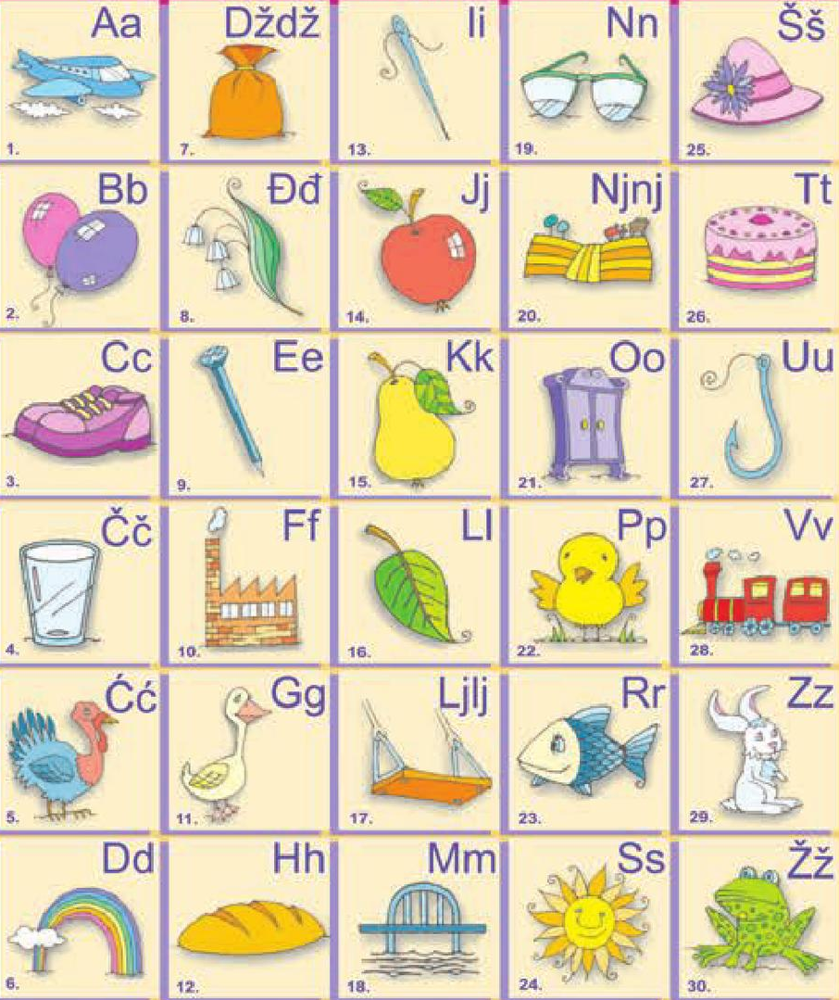 Aa
1.
Bb
2.
Cc
3.
Čč
4.
Ćć
5.
Dd
6.
Dždž
7.
Đđ
8.
Ee
9.
Ff
10.
Gg
11.
Hh
12.
Ii
13.
Jj
14.
Kk
15.
Ll
16.
Ljlj
17.
Mm
18.
Nn
19.
Njnj
20.
Oo
21.
Pp
22.
Rr
23.
Ss
24.
Šš
25.
Tt
26.
Uu
27.
Vv
28.
Zz
29.
Žž
30.